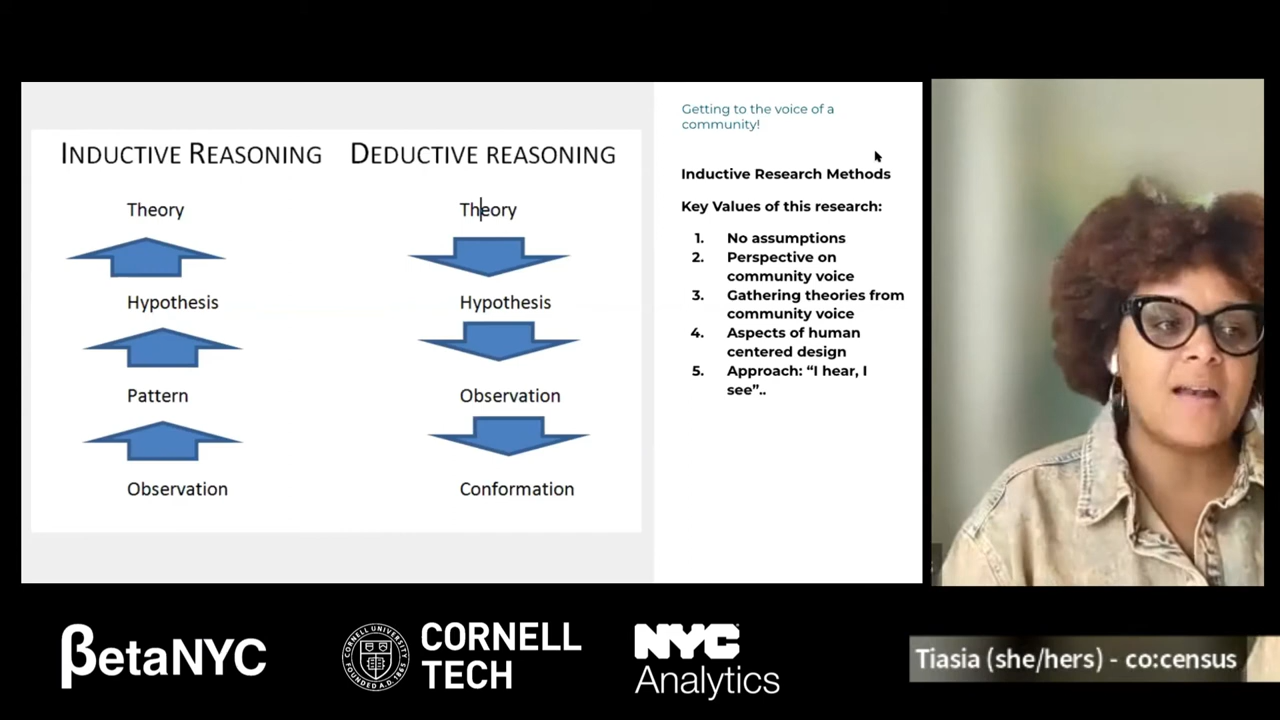 INDUCTIVE REASONING
Theory
Hypothesis
Pattern
Observation
DEDUCTIVE REASONING
Theory
Hypothesis
Observation
Conformation
Getting to the voice of a
community!
Inductive Research Methods
Key Values of this research:
1. No assumptions
2. Perspective on
community voice
3. Gathering theories from
community voice
4. Aspects of human
centered design
5. Approach: “I hear, I
see”..
βetaNYC
CORNELL UNIVERSITY
FOUNDED A.D. 1865
CORNELL
TECH
NYC
Analytics
Tiasia (she/hers) - co:census